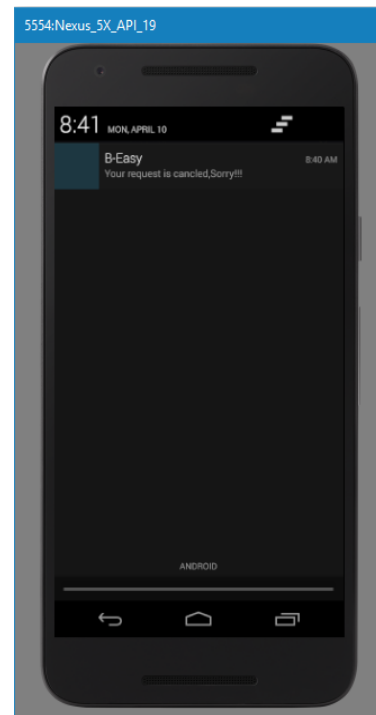 5554:Nexus_5X_API_19
8:41 MON, APRIL 10
B-Easy 8:40 AM
Your request is cancled,Sorry!!!
ANDROID